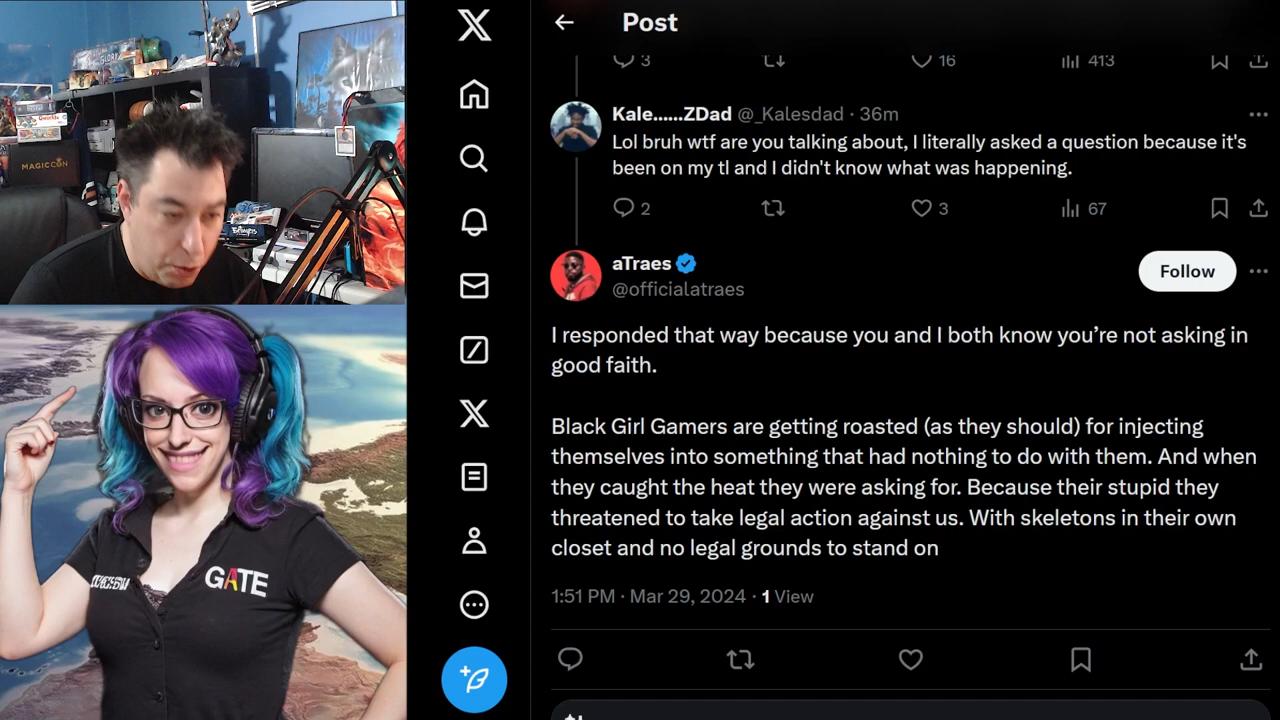 Post
3
16
413
Kale......ZDad @_Kalesdad · 36m
Lol bruh wtf are you talking about, I literally asked a question because it's
been on my tl and I didn't know what was happening.
2
3
67
aTraes
@officialatraes
Follow
I responded that way because you and I both know you’re not asking in
good faith.
Black Girl Gamers are getting roasted (as they should) for injecting
themselves into something that had nothing to do with them. And when
they caught the heat they were asking for. Because their stupid they
threatened to take legal action against us. With skeletons in their own
closet and no legal grounds to stand on
1:51 PM · Mar 29, 2024 · 1 View
GLORY
MAGICCON
GATE